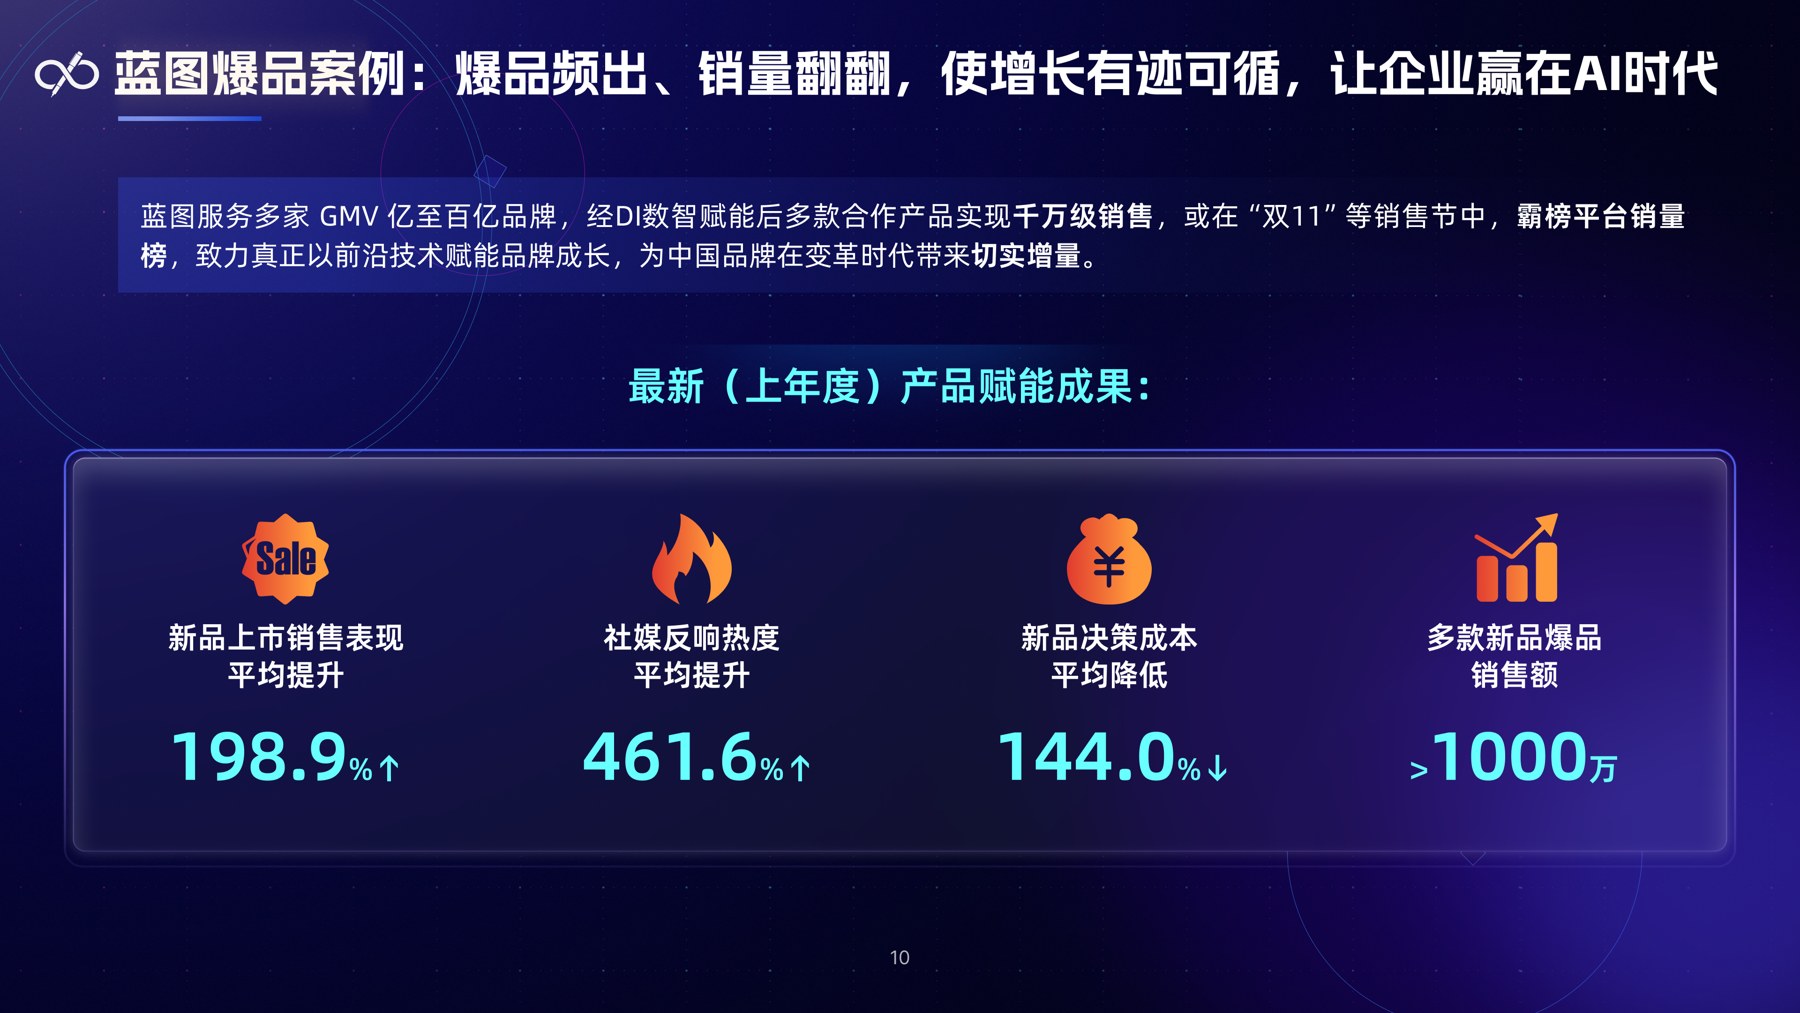 蓝图爆品案例：爆品频出、销量翻翻，使增长有迹可循，让企业赢在AI时代
蓝图服务多家 GMV 亿至百亿品牌，经DI数智赋能后多款合作产品实现千万级销售，或在“双11”等销售节中，霸榜平台销量
榜，致力真正以前沿技术赋能品牌成长，为中国品牌在变革时代带来切实增量。
最新（上年度）产品赋能成果：
Sale
新品上市销售表现
平均提升
198.9%↑
社媒反响热度
平均提升
461.6%↑
¥
新品决策成本
平均降低
144.0%↓
多款新品爆品
销售额
>1000万
10